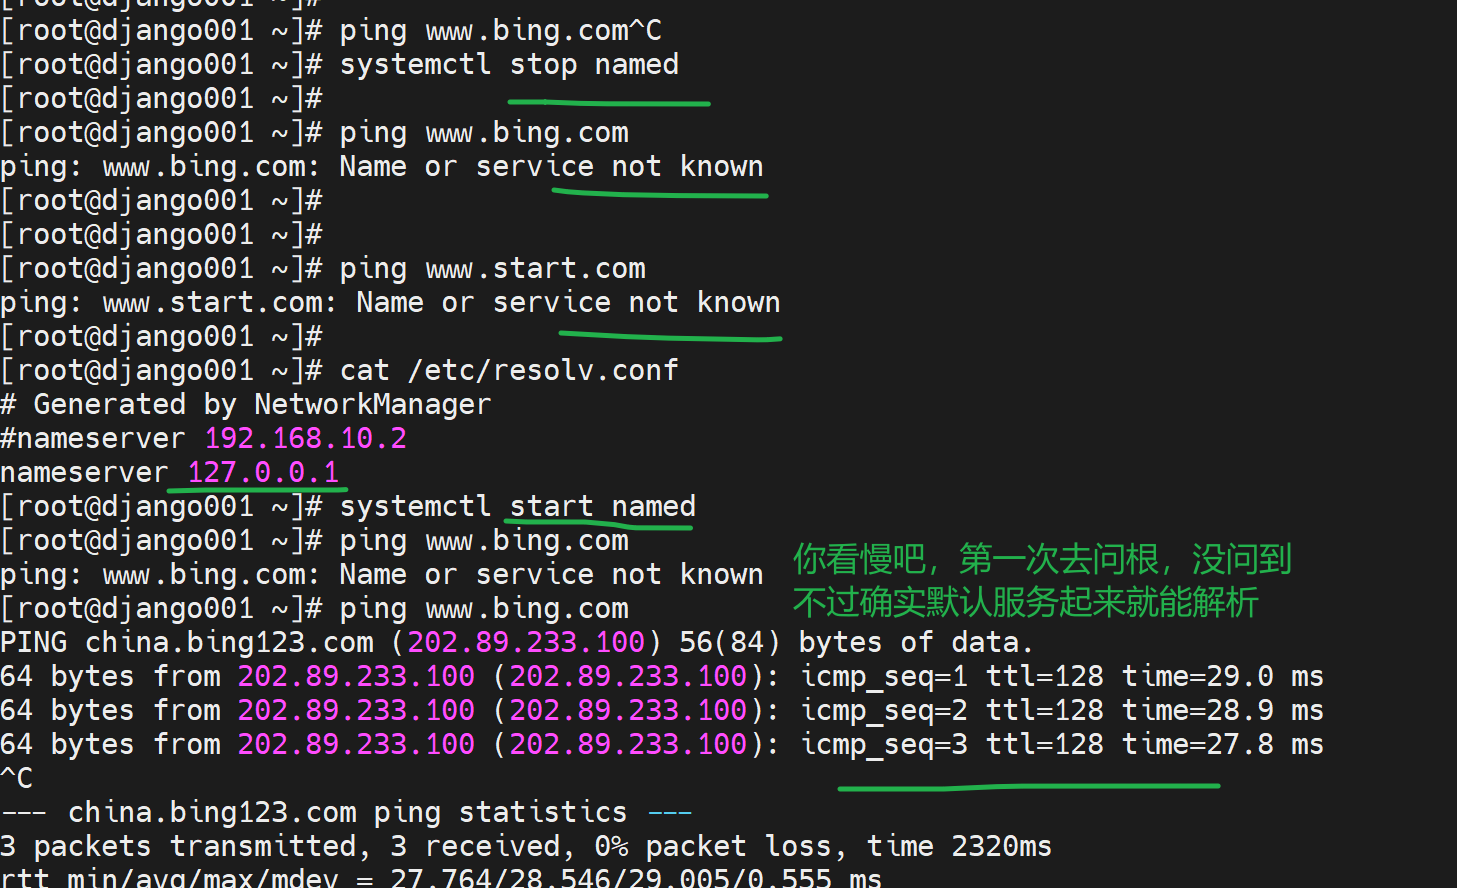 [root@django001 ~]#
[root@django001 ~]# ping www.bing.com^C
[root@django001 ~]# systemctl stop named
[root@django001 ~]#
[root@django001 ~]# ping www.bing.com
ping: www.bing.com: Name or service not known
[root@django001 ~]#
[root@django001 ~]#
[root@django001 ~]# ping www.start.com
ping: www.start.com: Name or service not known
[root@django001 ~]#
[root@django001 ~]# cat /etc/resolv.conf
# Generated by NetworkManager
#nameserver 192.168.10.2
nameserver 127.0.0.1
[root@django001 ~]# systemctl start named
[root@django001 ~]# ping www.bing.com
你看慢吧，第一次去问根，没问到
ping: www.bing.com: Name or service not known
不过确实默认服务起来就能解析
[root@django001 ~]# ping www.bing.com
PING china.bing123.com (202.89.233.100) 56(84) bytes of data.
64 bytes from 202.89.233.100 (202.89.233.100): icmp_seq=1 ttl=128 time=29.0 ms
64 bytes from 202.89.233.100 (202.89.233.100): icmp_seq=2 ttl=128 time=28.9 ms
64 bytes from 202.89.233.100 (202.89.233.100): icmp_seq=3 ttl=128 time=27.8 ms
^C
--- china.bing123.com ping statistics ---
3 packets transmitted, 3 received, 0% packet loss, time 2320ms
rtt min/avg/max/mdev = 27.764/28.546/29.005/0.555 ms